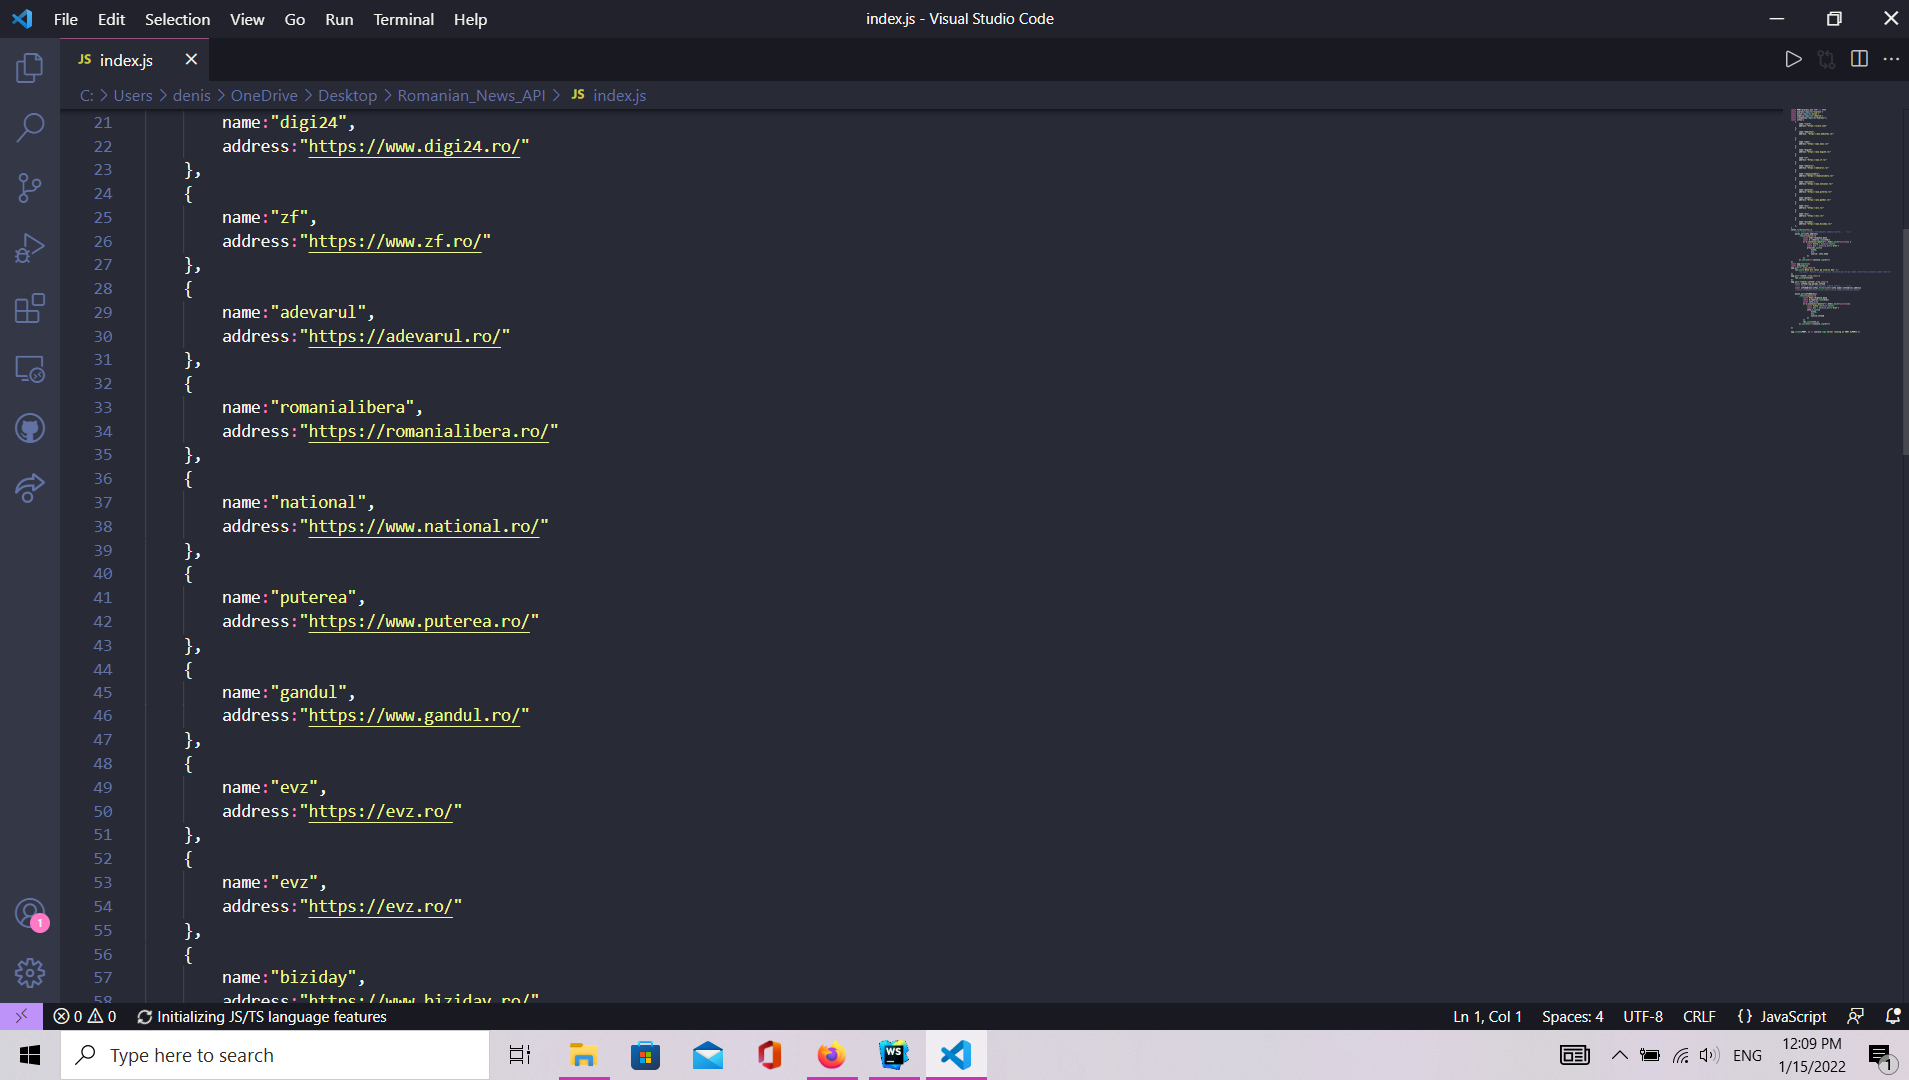 File Edit Selection View Go Run Terminal Help
index.js - Visual Studio Code
JS index.js
C: > Users > denis > OneDrive > Desktop > Romanian_News_API > JS index.js
21 name:"digi24",
22 address:"https://www.digi24.ro/"
23 },
24 {
25 name:"zf",
26 address:"https://www.zf.ro/"
27 },
28 {
29 name:"adevarul",
30 address:"https://adevarul.ro/"
31 },
32 {
33 name:"romanialibera",
34 address:"https://romanialibera.ro/"
35 },
36 {
37 name:"national",
38 address:"https://www.national.ro/"
39 },
40 {
41 name:"puterea",
42 address:"https://www.puterea.ro/"
43 },
44 {
45 name:"gandul",
46 address:"https://www.gandul.ro/"
47 },
48 {
49 name:"evz",
50 address:"https://evz.ro/"
51 },
52 {
53 name:"evz",
54 address:"https://evz.ro/"
55 },
56 {
57 name:"biziday",
58 address:"https://www.biziday.ro/"
1
0 0 Initializing JS/TS language features
Ln 1, Col 1 Spaces: 4 UTF-8 CRLF {} JavaScript
Type here to search
WS
ENG
12:09 PM
1/15/2022
1